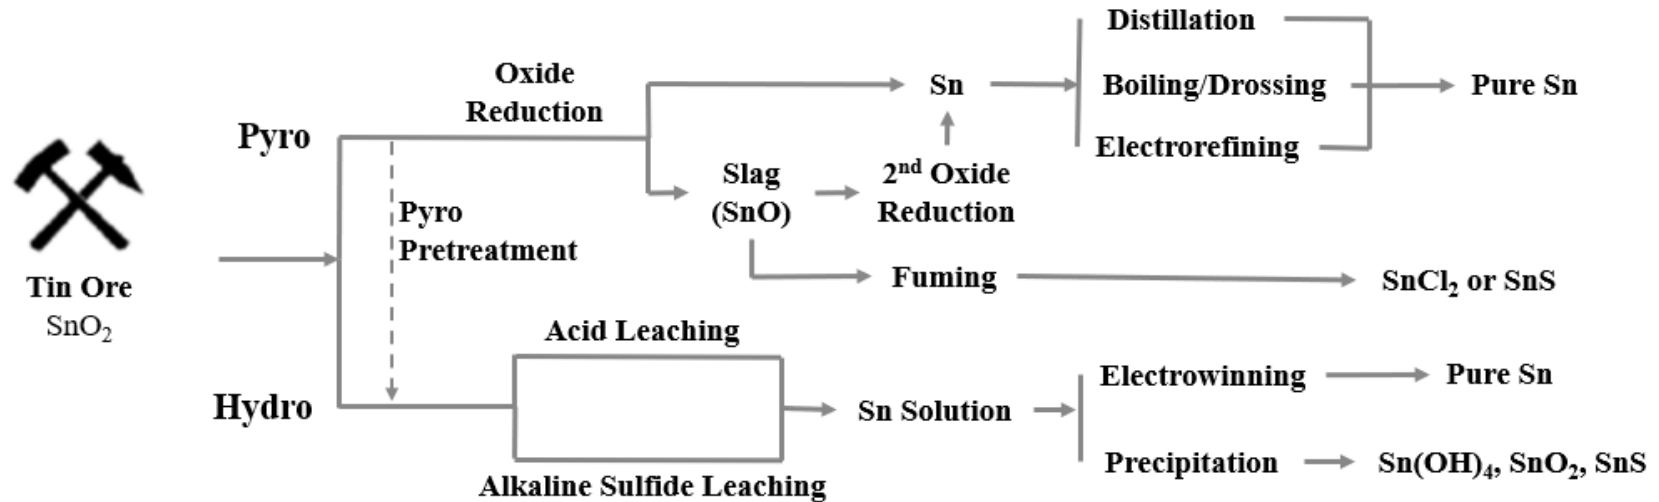 Tin Ore
SnO₂
Pyro
Oxide
Reduction
Pyro
Pretreatment
Slag
(SnO)
2ⁿᵈ Oxide
Reduction
Sn
Distillation
Boiling/Drossing
Electrorefining
Pure Sn
Fuming
SnCl₂ or SnS
Hydro
Acid Leaching
Alkaline Sulfide Leaching
Sn Solution
Electrowinning
Pure Sn
Precipitation
Sn(OH)₄, SnO₂, SnS